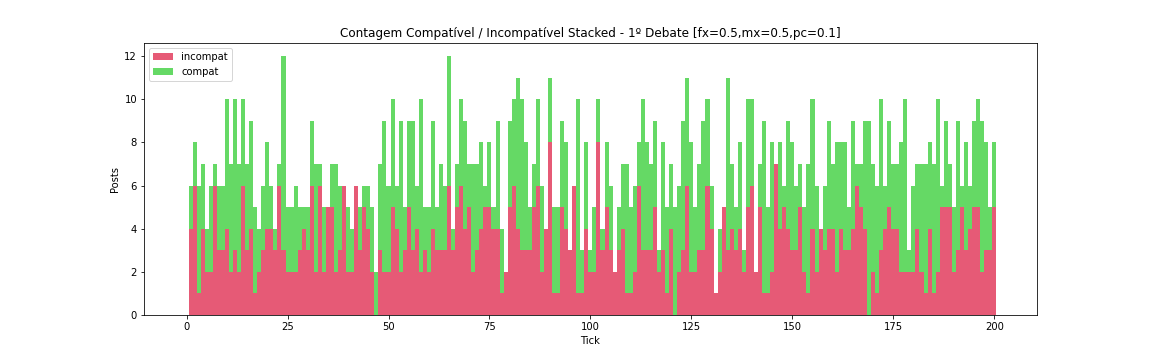 Contagem Compatível / Incompatível Stacked - 1º Debate [fx=0.5,mx=0.5,pc=0.1]
incompat
compat
12
10
8
6
4
2
0
Posts
0 25 50 75 100 125 150 175 200
Tick